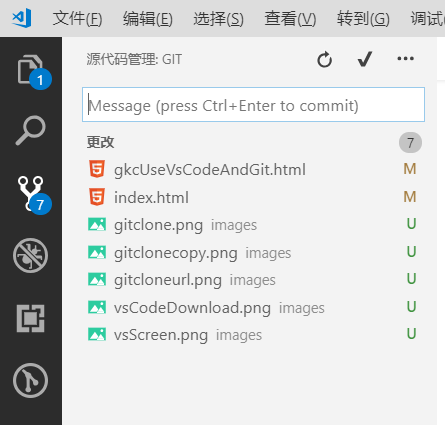 文件(F) 编辑(E) 选择(S) 查看(V) 转到(G) 调试
源代码管理: GIT
1
Message (press Ctrl+Enter to commit)
更改 7
gkcUseVsCodeAndGit.html M
index.html M
7
gitclone.png images U
gitclonecopy.png images U
gitcloneurl.png images U
vsCodeDownload.png images U
vsScreen.png images U